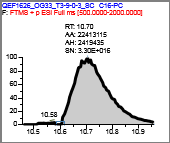 QEF1626_OG33_T3-9-0-3_SC C16-PC
F: FTMS + p ESI Full ms [500.0000-2000.0000]
RT: 10.70
AA: 22413115
AH: 2419435
SN: 3.30E+016
100
80
60
40
20
0
10.58
10.6 10.7 10.8 10.9